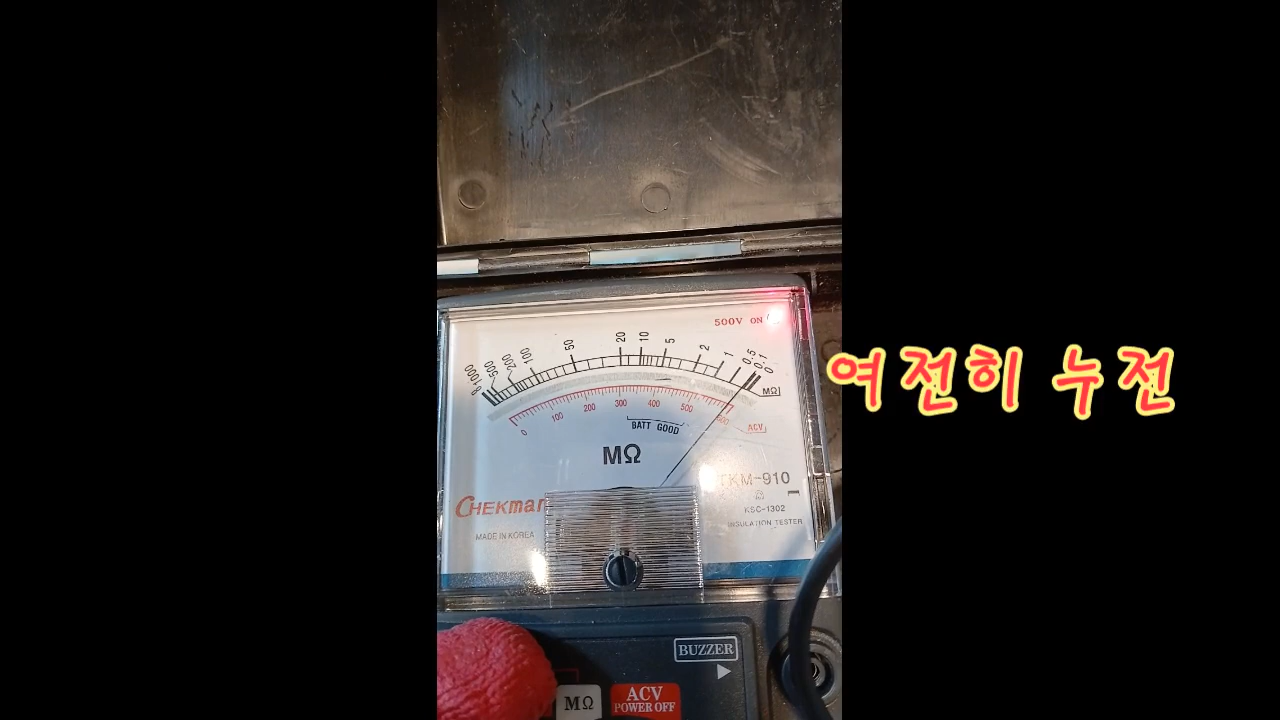 500V ON
∞ 1000 500 200 100 50 20 10 5 2 1 0.5 0.1 0
MΩ
0 100 200 300 400 500 600
ACV
BATT GOOD
MΩ
여전히 누전
TKM-910
CHEKman
KSC-1302
MADE IN KOREA
INSULATION TESTER
BUZZER
MΩ
ACV
POWER OFF